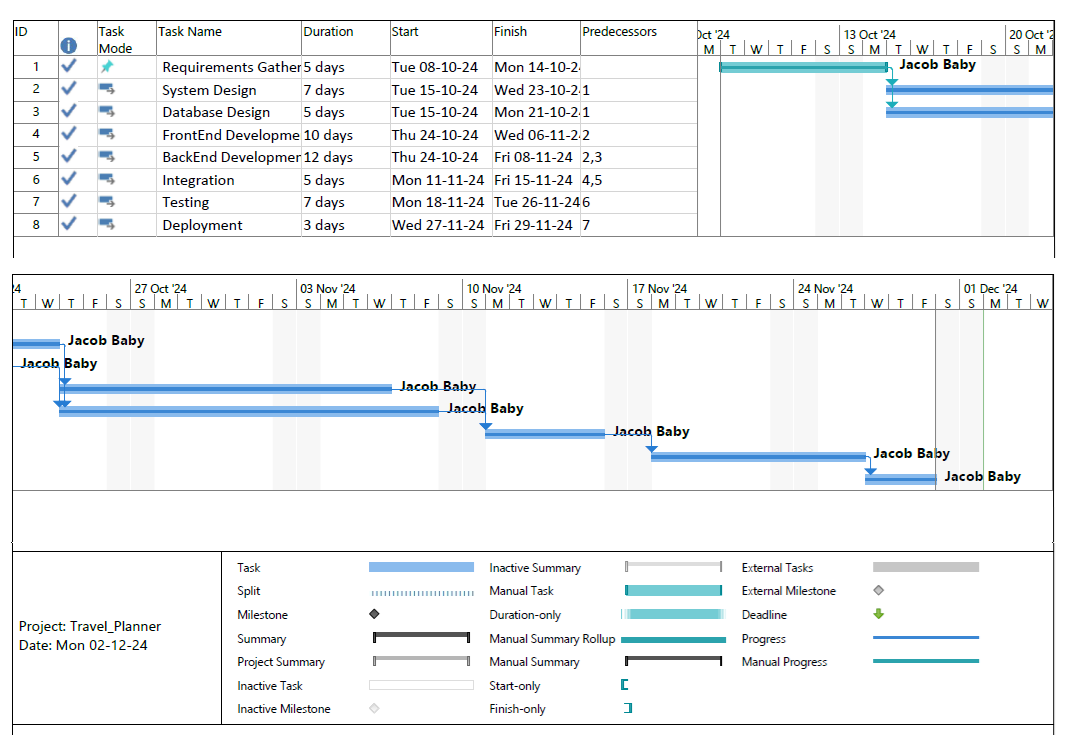 ID Task Mode Task Name Duration Start Finish Predecessors
Oct '24 13 Oct '24 20 Oct '2
M T W T F S S M T W T F S S M
1 Requirements Gather 5 days Tue 08-10-24 Mon 14-10-2
Jacob Baby
2 System Design 7 days Tue 15-10-24 Wed 23-10-2 1
3 Database Design 5 days Tue 15-10-24 Mon 21-10-2 1
4 FrontEnd Developme 10 days Thu 24-10-24 Wed 06-11-2 2
5 BackEnd Developmer 12 days Thu 24-10-24 Fri 08-11-24 2,3
6 Integration 5 days Mon 11-11-24 Fri 15-11-24 4,5
7 Testing 7 days Mon 18-11-24 Tue 26-11-24 6
8 Deployment 3 days Wed 27-11-24 Fri 29-11-24 7
24 27 Oct '24 03 Nov '24 10 Nov '24 17 Nov '24 24 Nov '24 01 Dec '24
T W T F S S M T W T F S S M T W T F S S M T W T F S S M T W T F S S M T W T F S S M T W
Jacob Baby
Jacob Baby
Jacob Baby
Jacob Baby
Jacob Baby
Jacob Baby
Jacob Baby
Project: Travel_Planner
Date: Mon 02-12-24
Task Inactive Summary External Tasks
Split Manual Task External Milestone
Milestone Duration-only Deadline
Summary Manual Summary Rollup Progress
Project Summary Manual Summary Manual Progress
Inactive Task Start-only
Inactive Milestone Finish-only